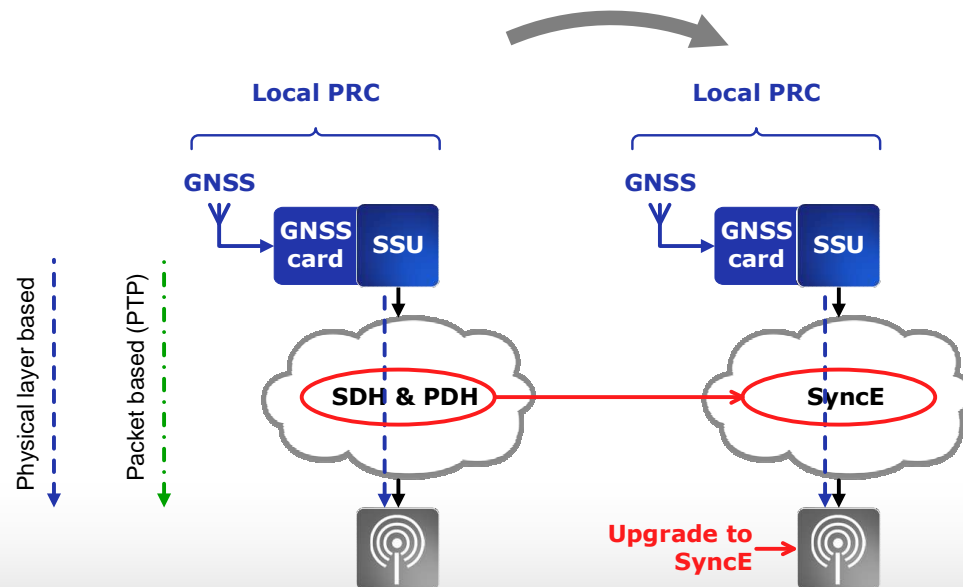 Local PRC
Local PRC
GNSS
GNSS
GNSS
card
SSU
GNSS
card
SSU
Physical layer based
Packet based (PTP)
SDH & PDH
SyncE
Upgrade to
SyncE